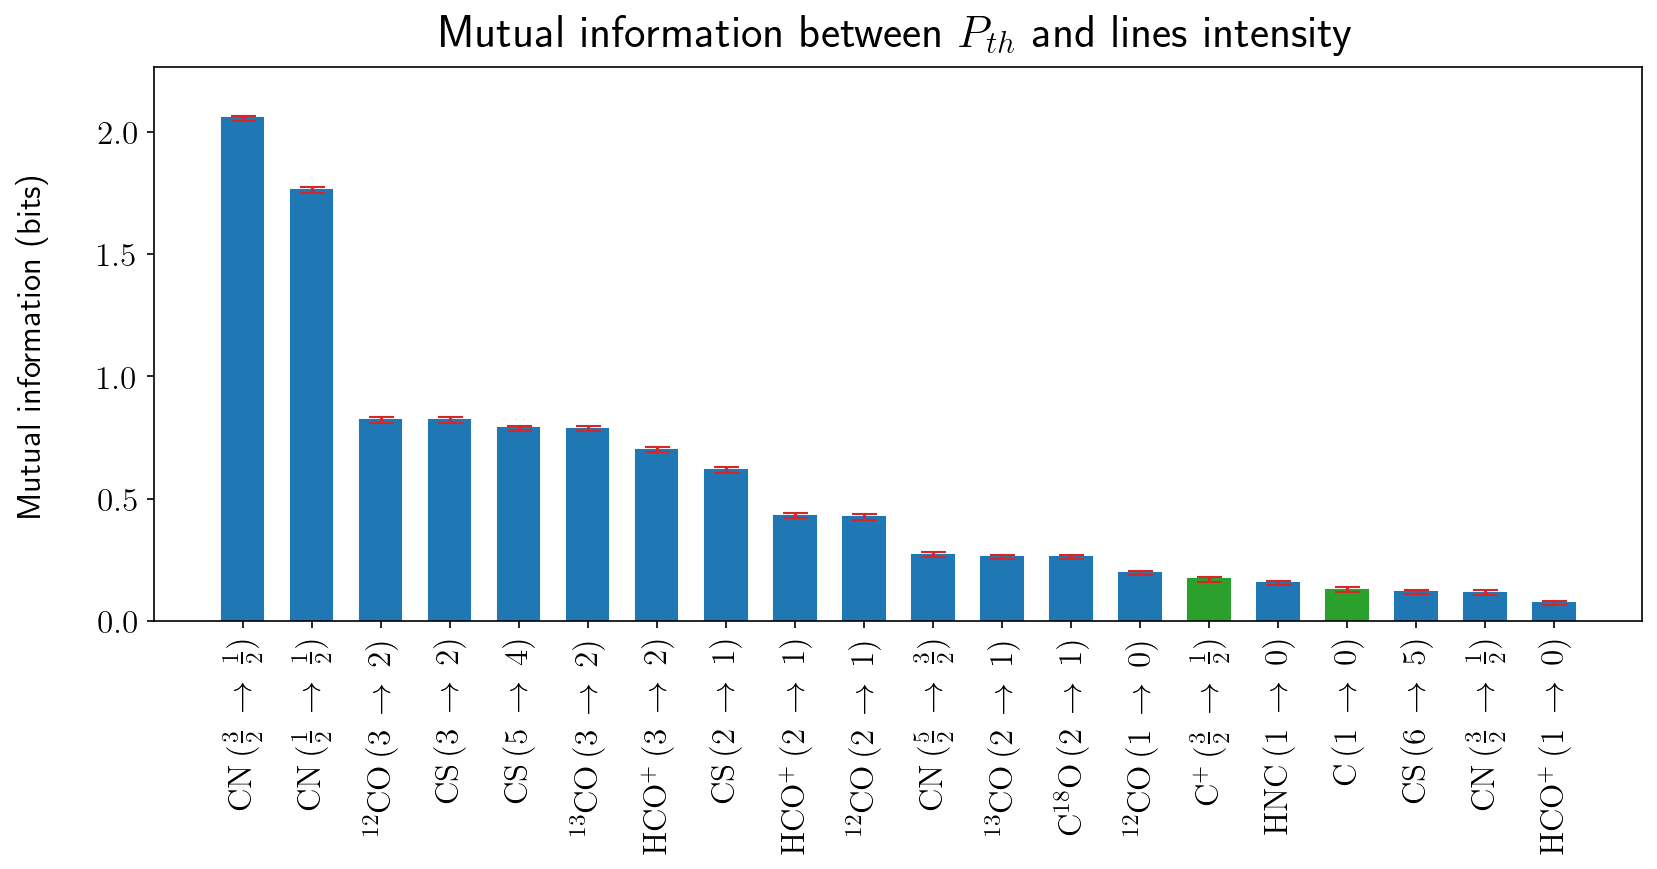 Mutual information between P_th and lines intensity
Mutual information (bits)
2.0
1.5
1.0
0.5
0.0
CN (3/2 → 1/2)
CN (1/2 → 1/2)
¹²CO (3 → 2)
CS (3 → 2)
CS (5 → 4)
¹³CO (3 → 2)
HCO⁺ (3 → 2)
CS (2 → 1)
HCO⁺ (2 → 1)
¹²CO (2 → 1)
CN (5/2 → 3/2)
¹³CO (2 → 1)
C¹⁸O (2 → 1)
¹²CO (1 → 0)
C⁺ (3/2 → 1/2)
HNC (1 → 0)
C (1 → 0)
CS (6 → 5)
CN (3/2 → 1/2)
HCO⁺ (1 → 0)